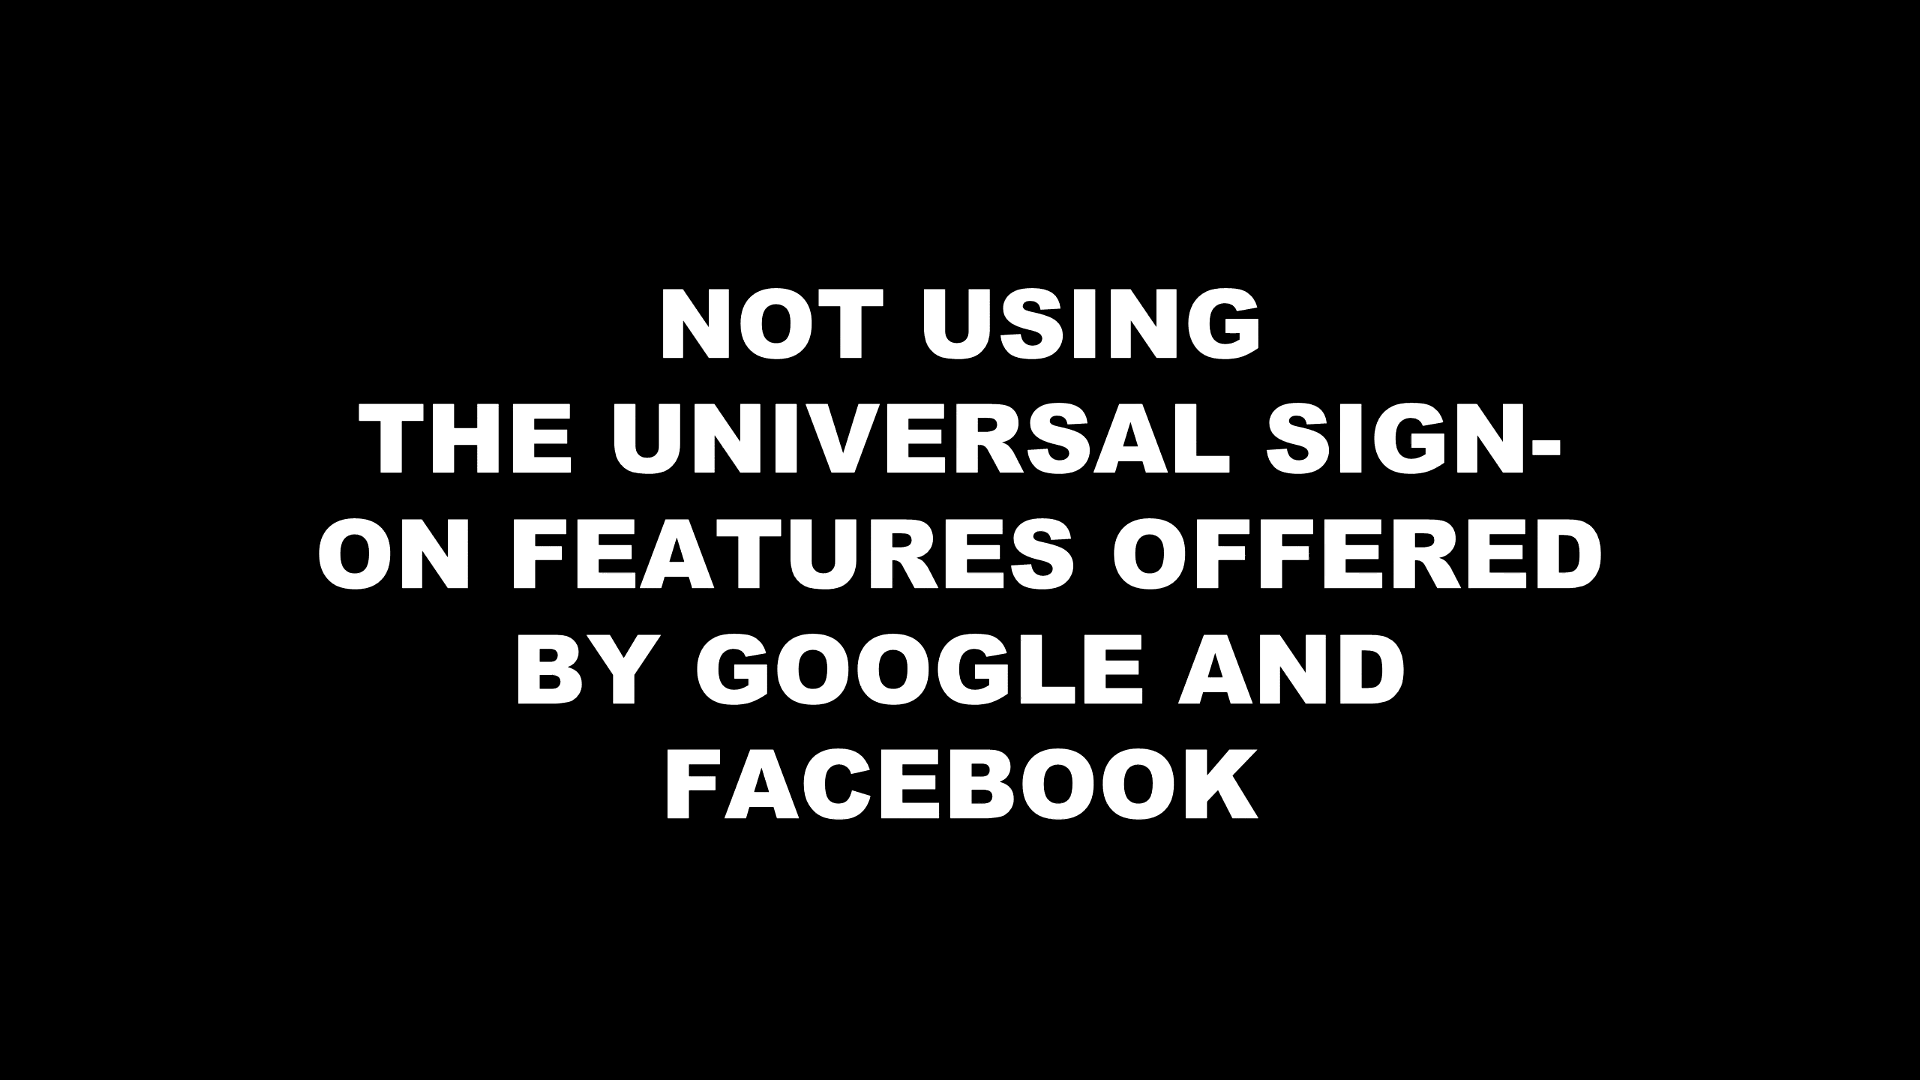 NOT USING
THE UNIVERSAL SIGN-
ON FEATURES OFFERED
BY GOOGLE AND
FACEBOOK